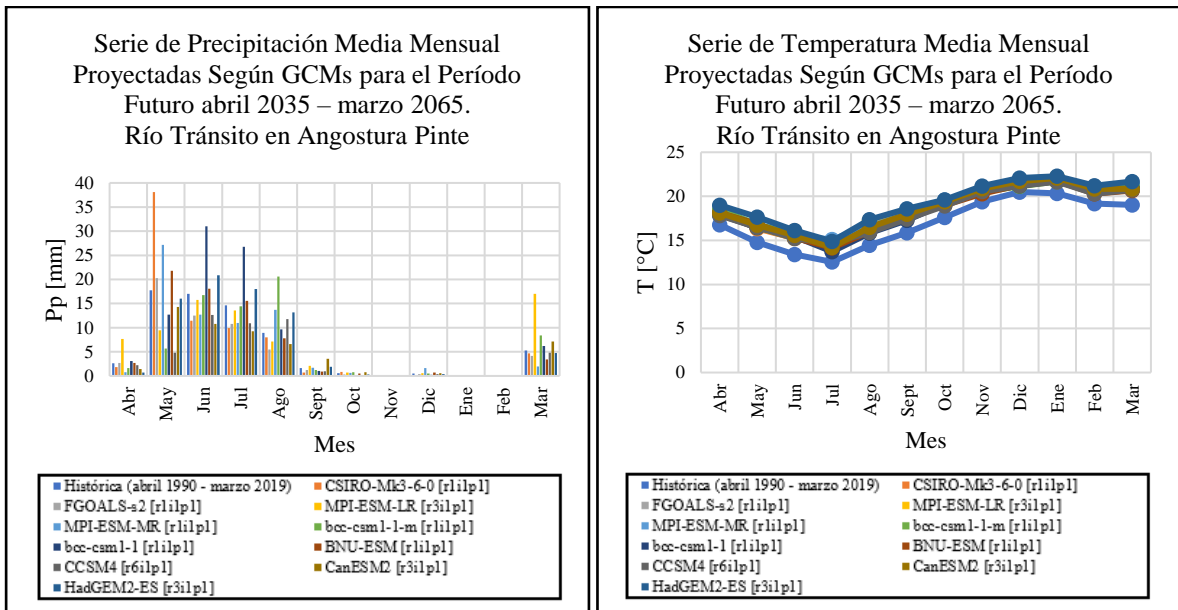 Serie de Precipitación Media Mensual
Proyectadas Según GCMs para el Período
Futuro abril 2035 – marzo 2065.
Río Tránsito en Angostura Pinte
Pp [mm]
40
35
30
25
20
15
10
5
0
Abr
May
Jun
Jul
Ago
Sept
Oct
Nov
Dic
Ene
Feb
Mar
Mes
Histórica (abril 1990 - marzo 2019)
CSIRO-Mk3-6-0 [r1i1p1]
FGOALS-s2 [r1i1p1]
MPI-ESM-LR [r3i1p1]
MPI-ESM-MR [r1i1p1]
bcc-csm1-1-m [r1i1p1]
bcc-csm1-1 [r1i1p1]
BNU-ESM [r1i1p1]
CCSM4 [r6i1p1]
CanESM2 [r3i1p1]
HadGEM2-ES [r3i1p1]
Serie de Temperatura Media Mensual
Proyectadas Según GCMs para el Período
Futuro abril 2035 – marzo 2065.
Río Tránsito en Angostura Pinte
T [°C]
25
20
15
10
5
0
Abr
May
Jun
Jul
Ago
Sept
Oct
Nov
Dic
Ene
Feb
Mar
Mes
Histórica (abril 1990 - marzo 2019)
CSIRO-Mk3-6-0 [r1i1p1]
FGOALS-s2 [r1i1p1]
MPI-ESM-LR [r3i1p1]
MPI-ESM-MR [r1i1p1]
bcc-csm1-1-m [r1i1p1]
bcc-csm1-1 [r1i1p1]
BNU-ESM [r1i1p1]
CCSM4 [r6i1p1]
CanESM2 [r3i1p1]
HadGEM2-ES [r3i1p1]